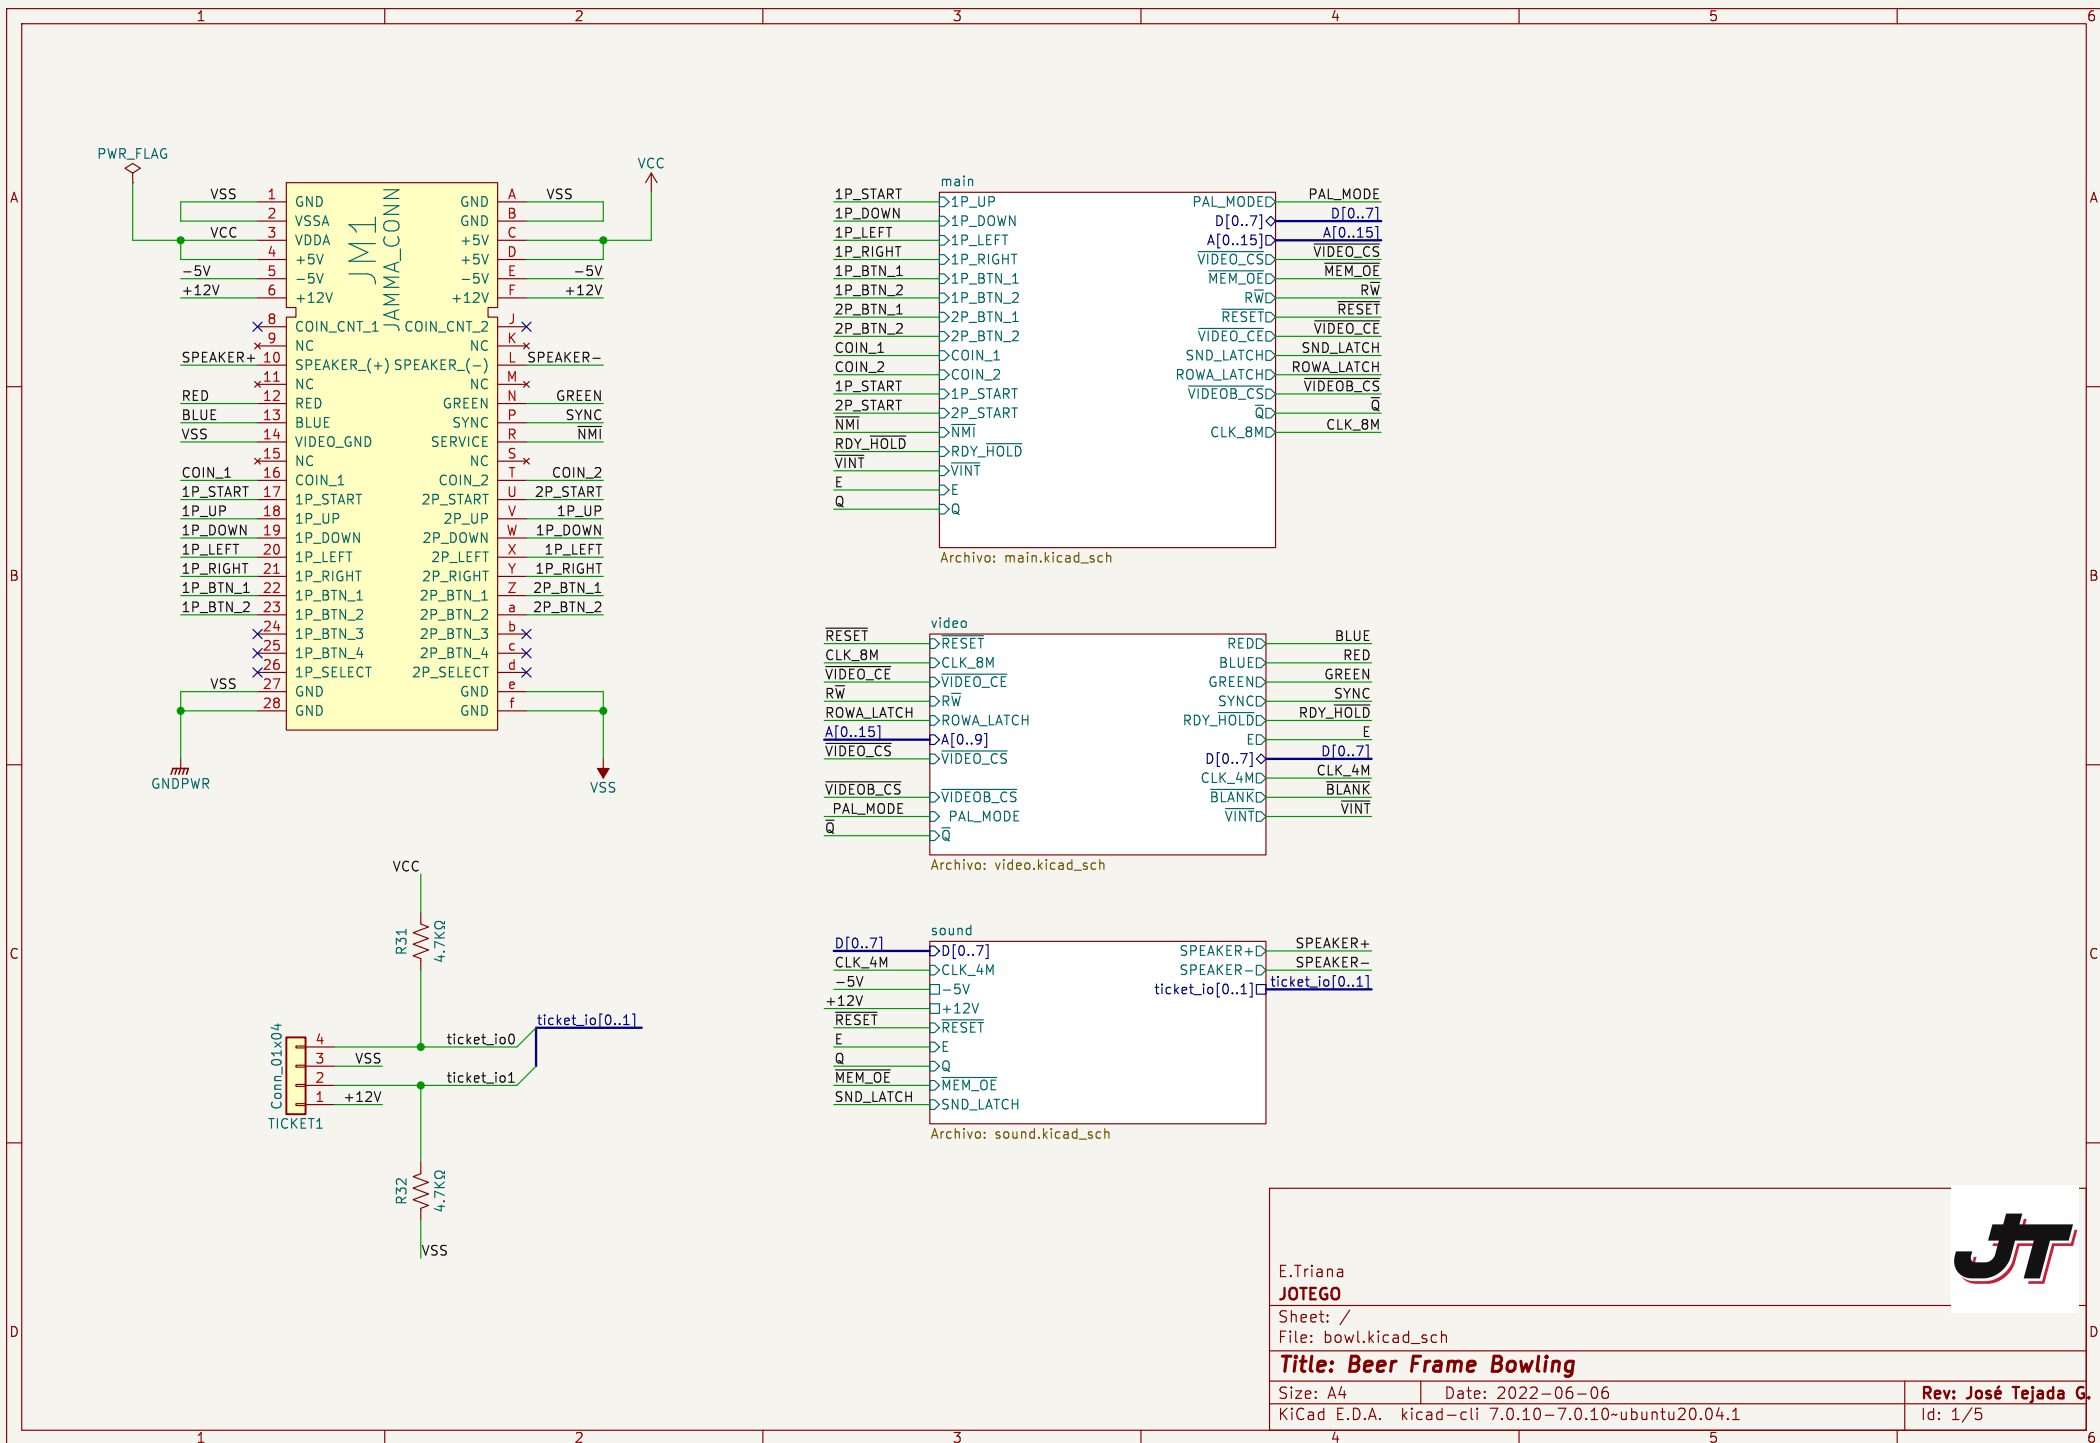 1 2 3 4 5 6
A
B
C
D
PWR_FLAG
VCC
JM1
JAMMA_CONN
VSS 1 GND GND A VSS
2 VSSA GND B
VCC 3 VDDA +5V C
4 +5V +5V D
-5V 5 -5V -5V E -5V
+12V 6 +12V +12V F +12V
8 COIN_CNT_1 COIN_CNT_2 J
9 NC NC K
SPEAKER+ 10 SPEAKER_(+) SPEAKER_(-) L SPEAKER-
11 NC NC M
RED 12 RED GREEN N GREEN
BLUE 13 BLUE SYNC P SYNC
VSS 14 VIDEO_GND SERVICE R NMI
15 NC NC S
COIN_1 16 COIN_1 COIN_2 T COIN_2
1P_START 17 1P_START 2P_START U 2P_START
1P_UP 18 1P_UP 2P_UP V 1P_UP
1P_DOWN 19 1P_DOWN 2P_DOWN W 1P_DOWN
1P_LEFT 20 1P_LEFT 2P_LEFT X 1P_LEFT
1P_RIGHT 21 1P_RIGHT 2P_RIGHT Y 1P_RIGHT
1P_BTN_1 22 1P_BTN_1 2P_BTN_1 Z 2P_BTN_1
1P_BTN_2 23 1P_BTN_2 2P_BTN_2 a 2P_BTN_2
24 1P_BTN_3 2P_BTN_3 b
25 1P_BTN_4 2P_BTN_4 c
26 1P_SELECT 2P_SELECT d
VSS 27 GND GND e
28 GND GND f
GNDPWR
VSS
main
1P_START 1P_UP PAL_MODE PAL_MODE
1P_DOWN 1P_DOWN D[0..7] D[0..7]
1P_LEFT 1P_LEFT A[0..15] A[0..15]
1P_RIGHT 1P_RIGHT VIDEO_CS VIDEO_CS
1P_BTN_1 1P_BTN_1 MEM_OE MEM_OE
1P_BTN_2 1P_BTN_2 RW RW
2P_BTN_1 2P_BTN_1 RESET RESET
2P_BTN_2 2P_BTN_2 VIDEO_CE VIDEO_CE
COIN_1 COIN_1 SND_LATCH SND_LATCH
COIN_2 COIN_2 ROWA_LATCH ROWA_LATCH
1P_START 1P_START VIDEOB_CS VIDEOB_CS
2P_START 2P_START Q Q
NMI NMI CLK_8M CLK_8M
RDY_HOLD RDY_HOLD
VINT VINT
E E
Q Q
Archivo: main.kicad_sch
video
RESET RESET RED BLUE
CLK_8M CLK_8M BLUE RED
VIDEO_CE VIDEO_CE GREEN GREEN
RW RW SYNC SYNC
ROWA_LATCH ROWA_LATCH RDY_HOLD RDY_HOLD
A[0..15] A[0..9] E E
VIDEO_CS VIDEO_CS D[0..7] D[0..7]
CLK_4M CLK_4M
VIDEOB_CS VIDEOB_CS BLANK BLANK
PAL_MODE PAL_MODE VINT VINT
Q Q
Archivo: video.kicad_sch
VCC
R31
4.7KΩ
ticket_io[0..1]
Conn_01x04
4 ticket_io0
3 VSS
2 ticket_io1
1 +12V
TICKET1
R32
4.7KΩ
VSS
sound
D[0..7] D[0..7] SPEAKER+ SPEAKER+
CLK_4M CLK_4M SPEAKER- SPEAKER-
-5V -5V ticket_io[0..1] ticket_io[0..1]
+12V +12V
RESET RESET
E E
Q Q
MEM_OE MEM_OE
SND_LATCH SND_LATCH
Archivo: sound.kicad_sch
JT
E.Triana
JOTEGO
Sheet: /
File: bowl.kicad_sch
Title: Beer Frame Bowling
Size: A4 Date: 2022-06-06 Rev: José Tejada G.
KiCad E.D.A. kicad-cli 7.0.10-7.0.10~ubuntu20.04.1 Id: 1/5
A
B
C
D
1 2 3 4 5 6